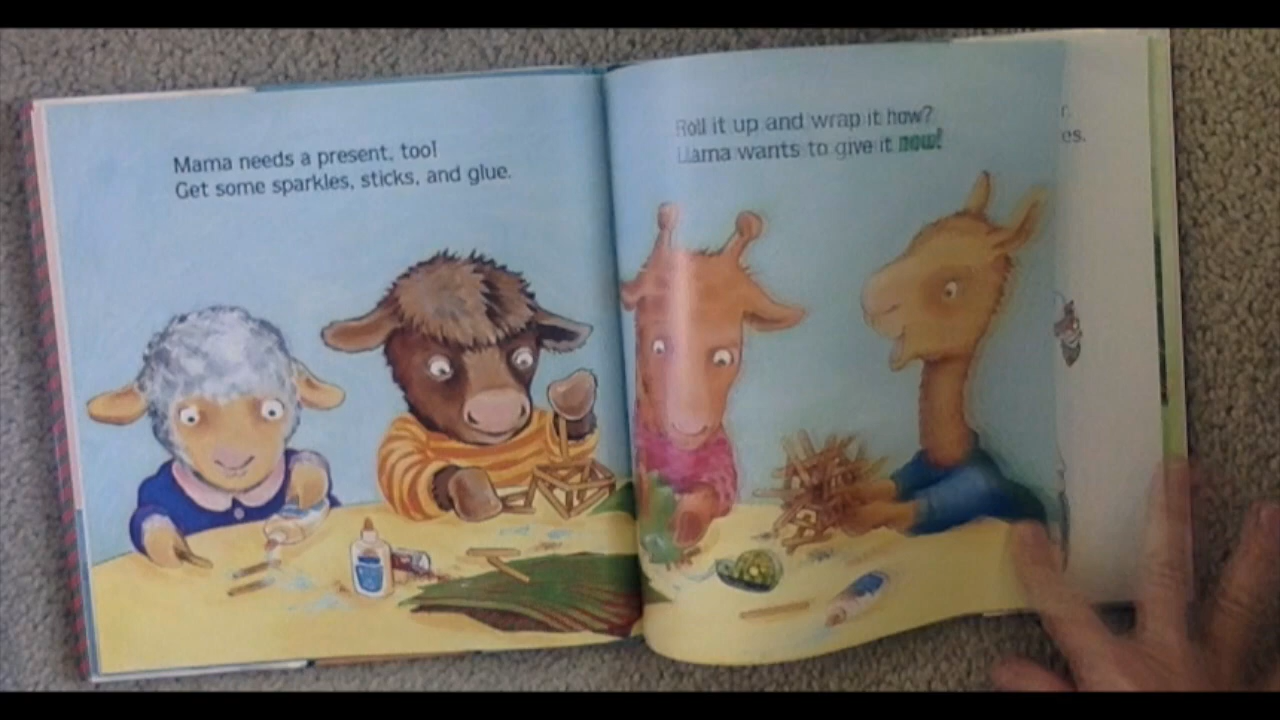 Mama needs a present, too!
Get some sparkles, sticks, and glue.
Roll it up and wrap it how?
Llama wants to give it now!
es.